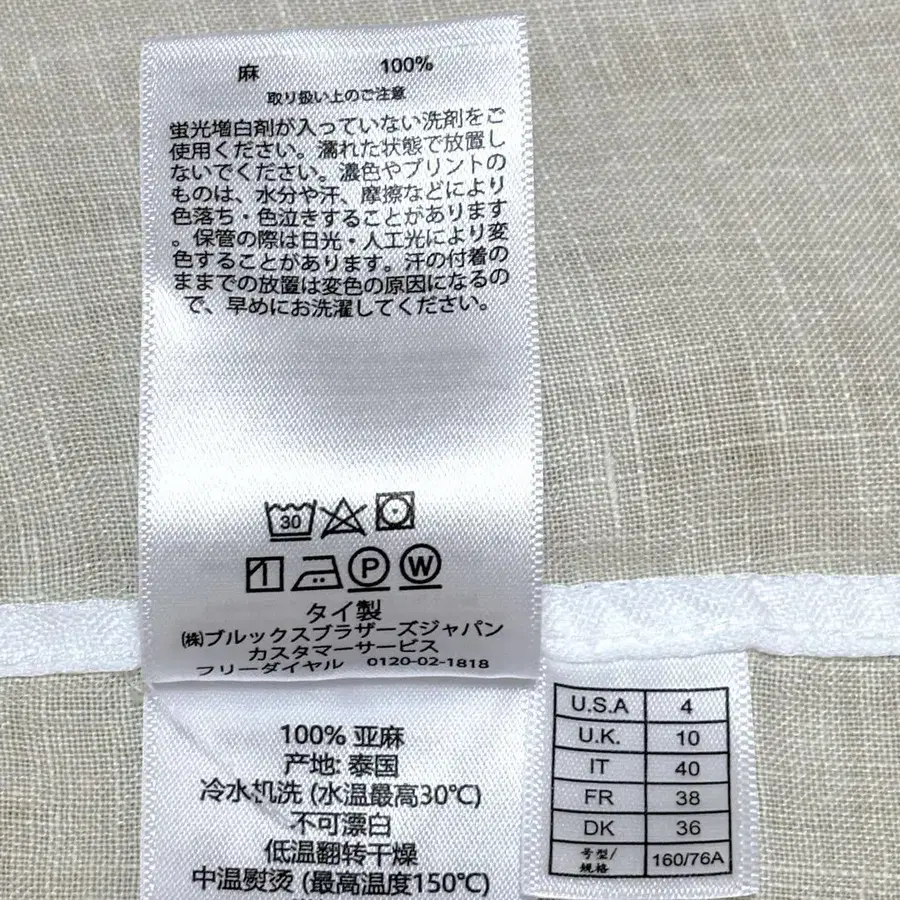 麻 100%
取り扱い上のご注意
蛍光増白剤が入っていない洗剤をご
使用ください。濡れた状態で放置し
ないでください。濃色やプリントの
ものは、水分や汗、摩擦などにより
色落ち・色泣きすることがあります
。保管の際は日光・人工光により変
色することがあります。汗の付着の
ままでの放置は変色の原因になるの
で、早めにお洗濯してください。
30
P W
タイ製
㈱ブルックスブラザーズジャパン
カスタマーサービス
フリーダイヤル 0120-02-1818
100% 亚麻
产地: 泰国
冷水机洗 (水温最高30℃)
不可漂白
低温翻转干燥
中温熨烫 (最高温度150℃)
U.S.A 4
U.K. 10
IT 40
FR 38
DK 36
号型/
规格 160/76A